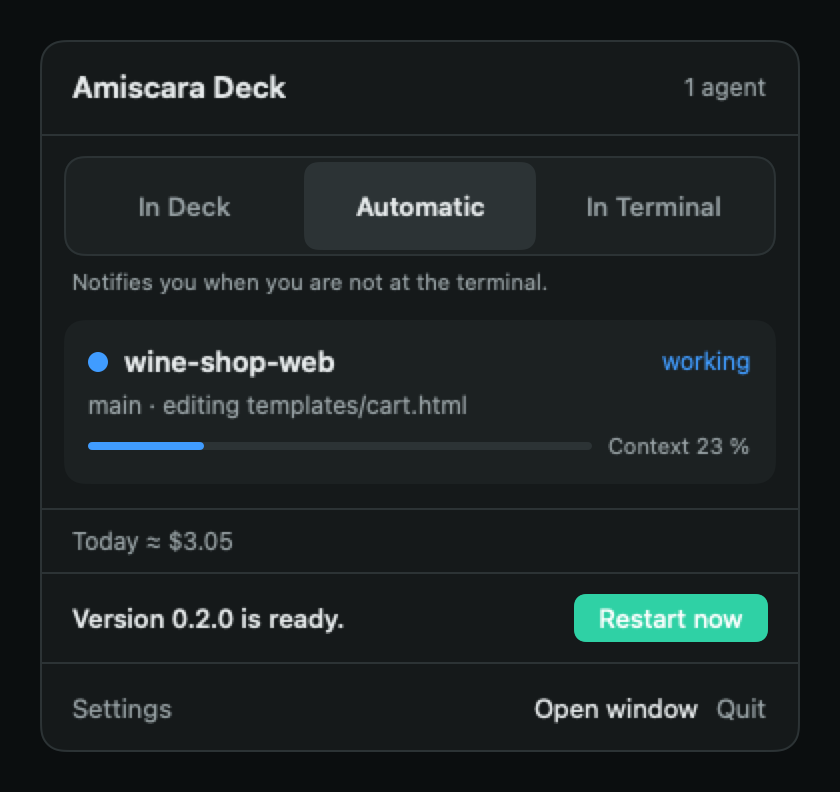 Amiscara Deck 1 agent
In Deck Automatic In Terminal
Notifies you when you are not at the terminal.
wine-shop-web working
main · editing templates/cart.html
Context 23 %
Today ≈ $3.05
Version 0.2.0 is ready. Restart now
Settings Open window Quit